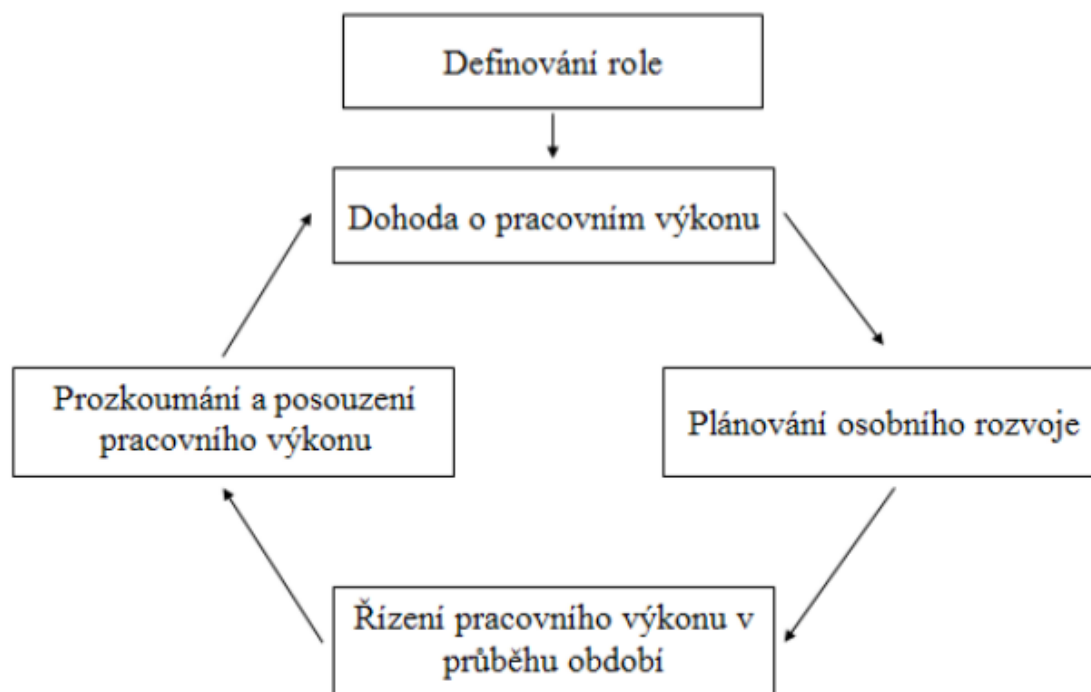 Definování role
Dohoda o pracovním výkonu
Prozkoumání a posouzení
pracovního výkonu
Plánování osobního rozvoje
Řízení pracovního výkonu v
průběhu období